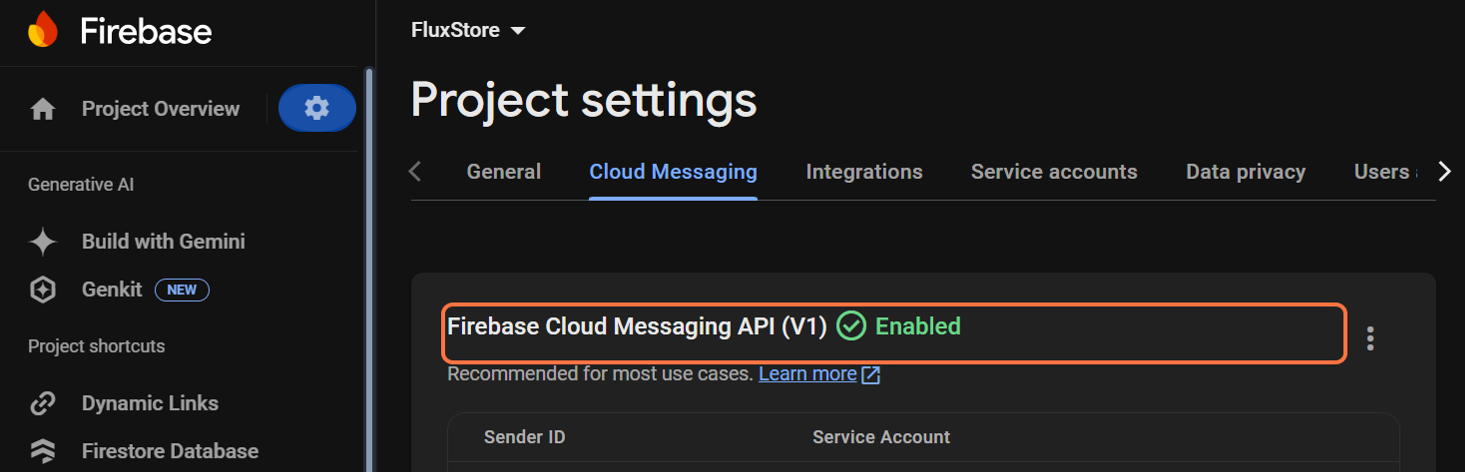 Firebase
Project Overview
Generative AI
Build with Gemini
Genkit NEW
Project shortcuts
Dynamic Links
Firestore Database
FluxStore
Project settings
General Cloud Messaging Integrations Service accounts Data privacy Users
Firebase Cloud Messaging API (V1) Enabled
Recommended for most use cases. Learn more
Sender ID Service Account